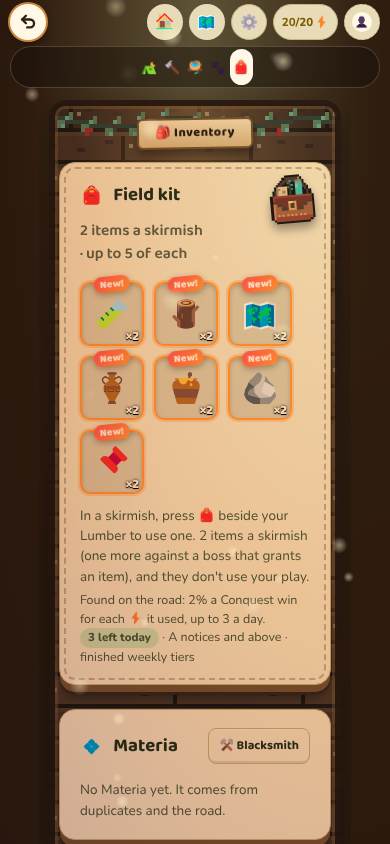 20/20
Inventory
Field kit
2 items a skirmish
· up to 5 of each
New! New! New!
×2 ×2 ×2
New! New! New!
×2 ×2 ×2
New!
×2
In a skirmish, press beside your
Lumber to use one. 2 items a skirmish
(one more against a boss that grants
an item), and they don't use your play.
Found on the road: 2% a Conquest win
for each it used, up to 3 a day.
3 left today · A notices and above ·
finished weekly tiers
Materia
Blacksmith
No Materia yet. It comes from
duplicates and the road.